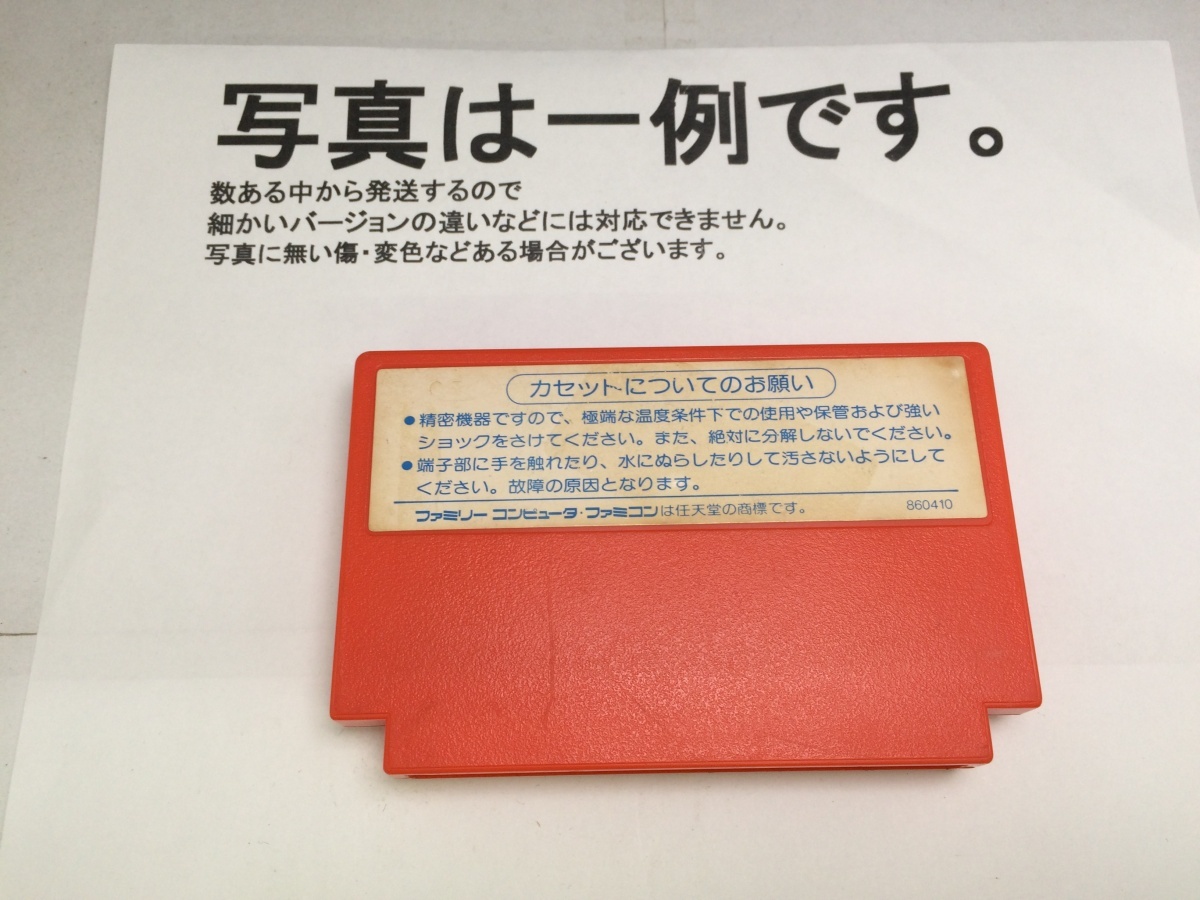 写真は一例です。
数ある中から発送するので
細かいバージョンの違いなどには対応できません。
写真に無い傷・変色などある場合がございます。
カセットについてのお願い
●精密機器ですので、極端な温度条件下での使用や保管および強い
ショックをさけてください。また、絶対に分解しないでください。
●端子部に手を触れたり、水にぬらしたりして汚さないようにして
ください。故障の原因となります。
ファミリーコンピュータ・ファミコンは任天堂の商標です。 860410